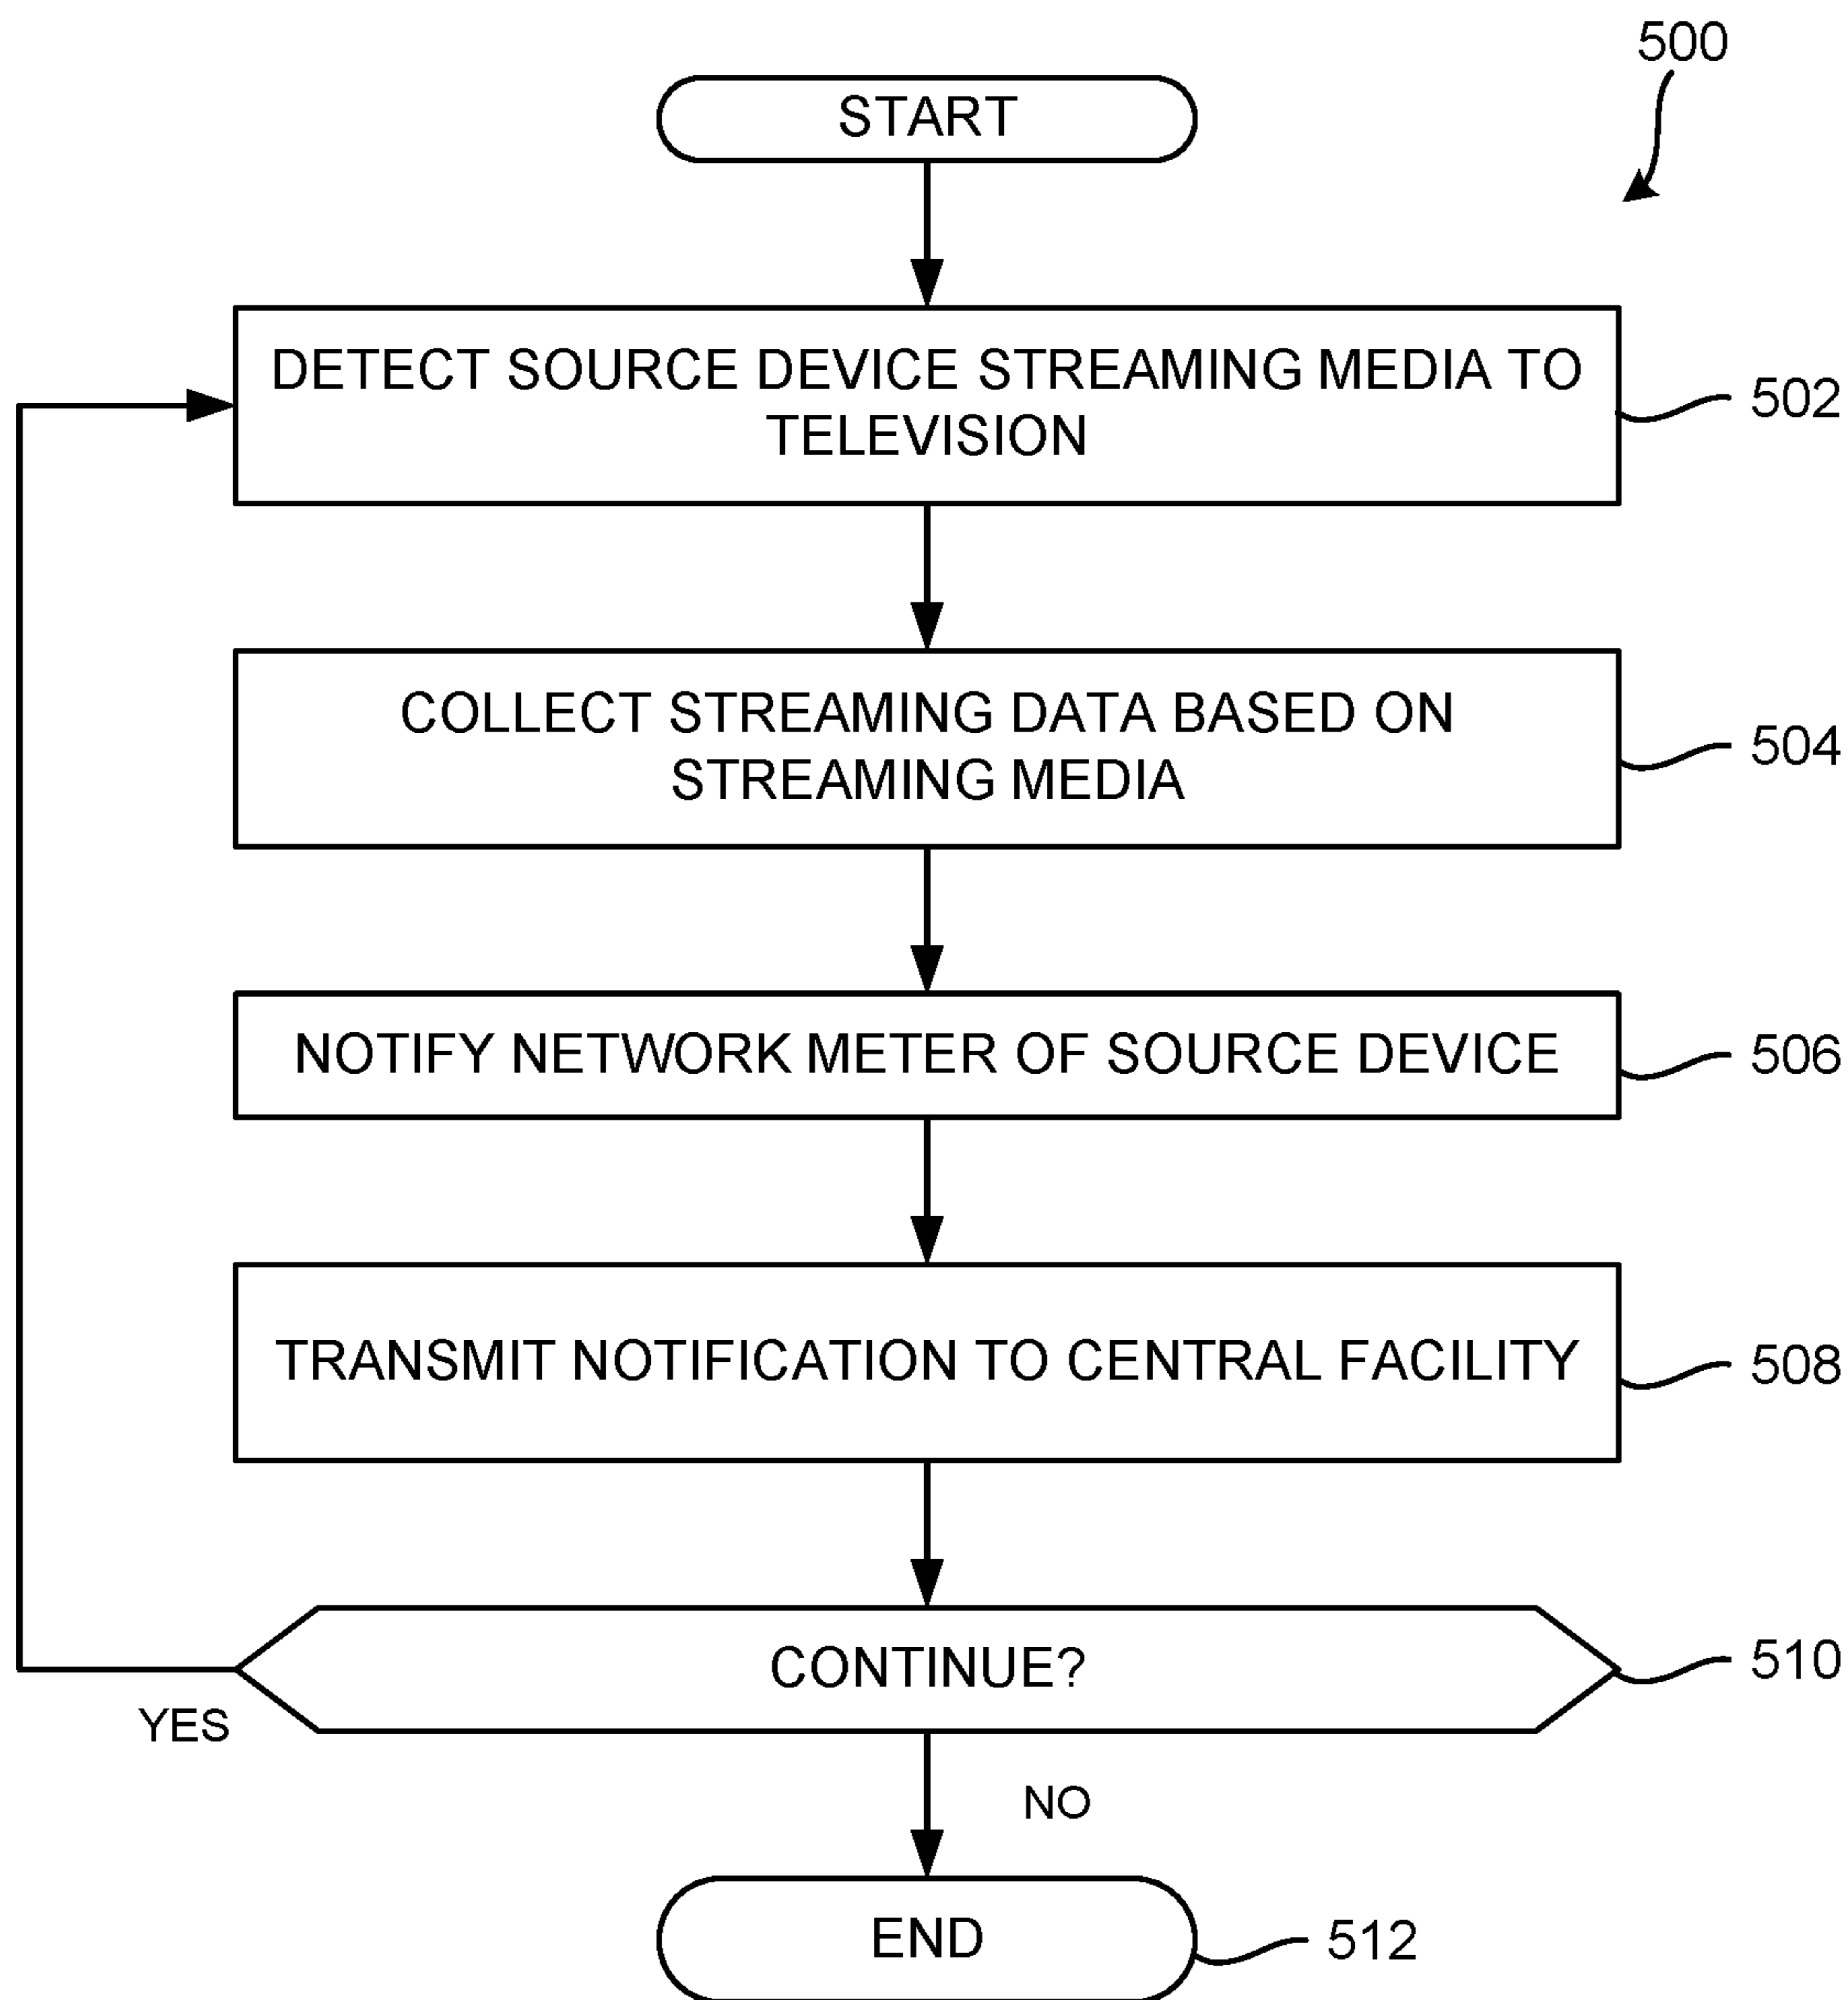 500
START
DETECT SOURCE DEVICE STREAMING MEDIA TO
TELEVISION
502
COLLECT STREAMING DATA BASED ON
STREAMING MEDIA
504
NOTIFY NETWORK METER OF SOURCE DEVICE
506
TRANSMIT NOTIFICATION TO CENTRAL FACILITY
508
CONTINUE?
510
YES
NO
END
512